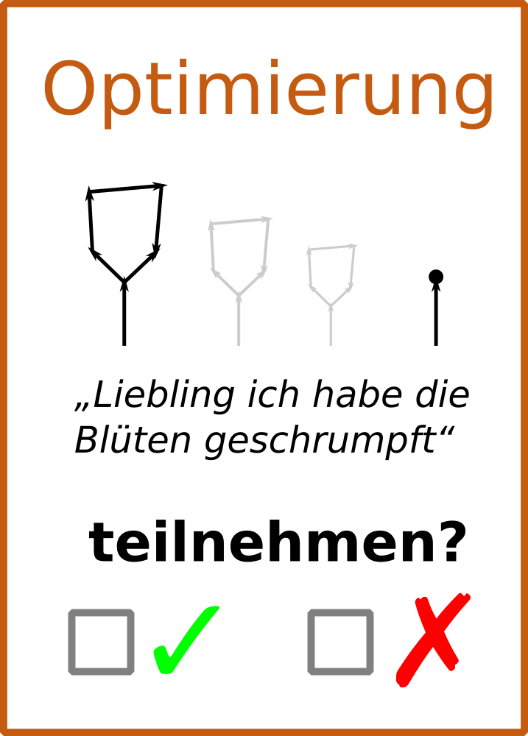 Optimierung
„Liebling ich habe die
Blüten geschrumpft“
teilnehmen?